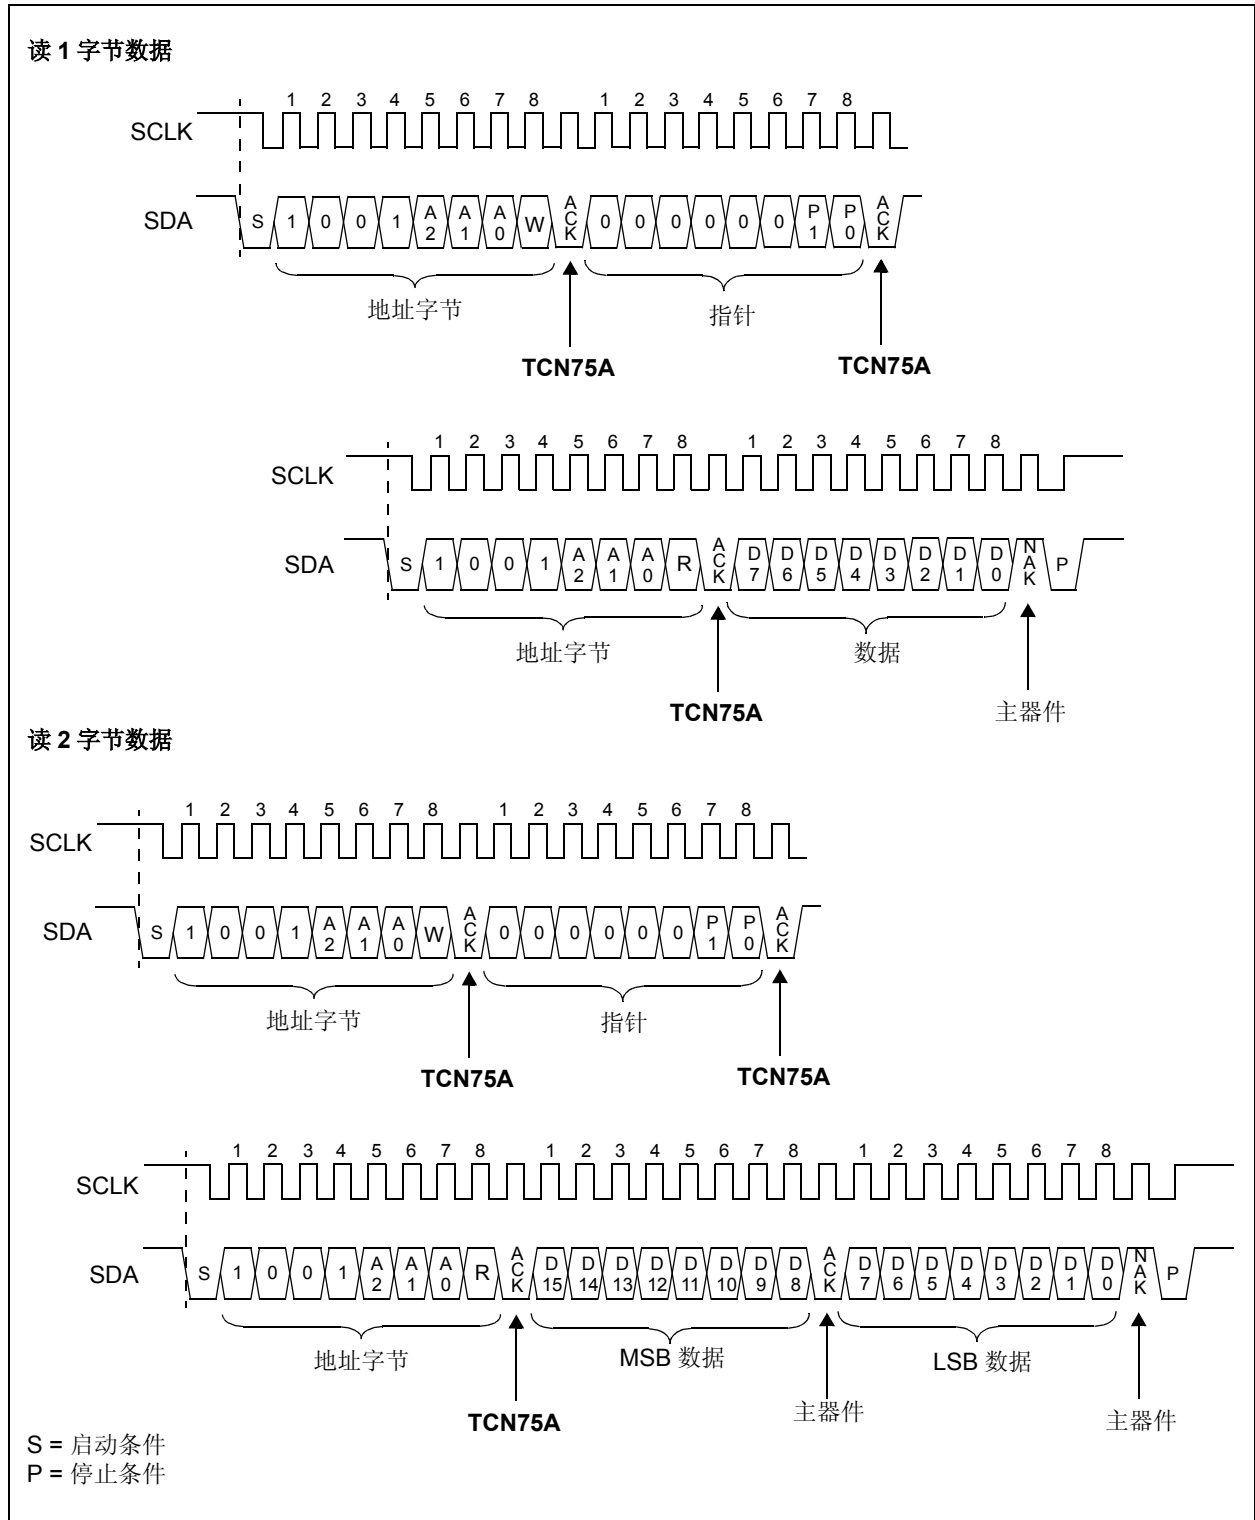 读 1 字节数据
1 2 3 4 5 6 7 8 1 2 3 4 5 6 7 8
SCLK
SDA S 1 0 0 1 A2 A1 A0 W ACK 0 0 0 0 0 0 P1 P0 ACK
地址字节 指针
TCN75A TCN75A
1 2 3 4 5 6 7 8 1 2 3 4 5 6 7 8
SCLK
SDA S 1 0 0 1 A2 A1 A0 R ACK D7 D6 D5 D4 D3 D2 D1 D0 NAK P
地址字节 数据
TCN75A 主器件
读 2 字节数据
1 2 3 4 5 6 7 8 1 2 3 4 5 6 7 8
SCLK
SDA S 1 0 0 1 A2 A1 A0 W ACK 0 0 0 0 0 0 P1 P0 ACK
地址字节 指针
TCN75A TCN75A
1 2 3 4 5 6 7 8 1 2 3 4 5 6 7 8 1 2 3 4 5 6 7 8
SCLK
SDA S 1 0 0 1 A2 A1 A0 R ACK D15 D14 D13 D12 D11 D10 D9 D8 ACK D7 D6 D5 D4 D3 D2 D1 D0 NAK P
地址字节 MSB 数据 LSB 数据
TCN75A 主器件 主器件
S = 启动条件
P = 停止条件